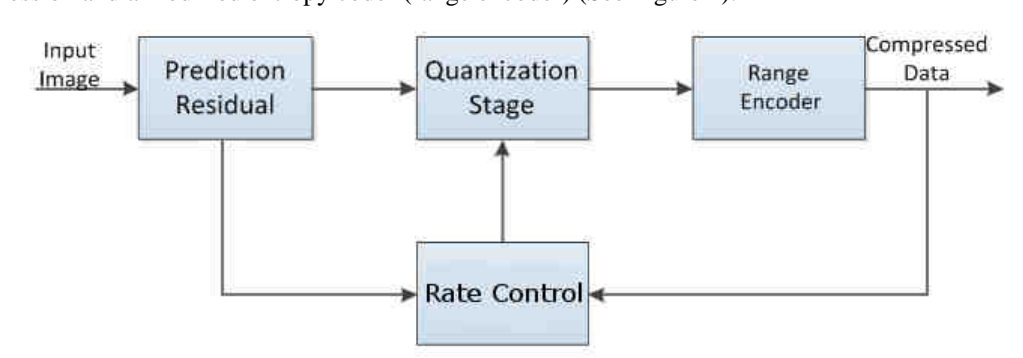 Input
Image
Prediction
Residual
Quantization
Stage
Range
Encoder
Compressed
Data
Rate Control